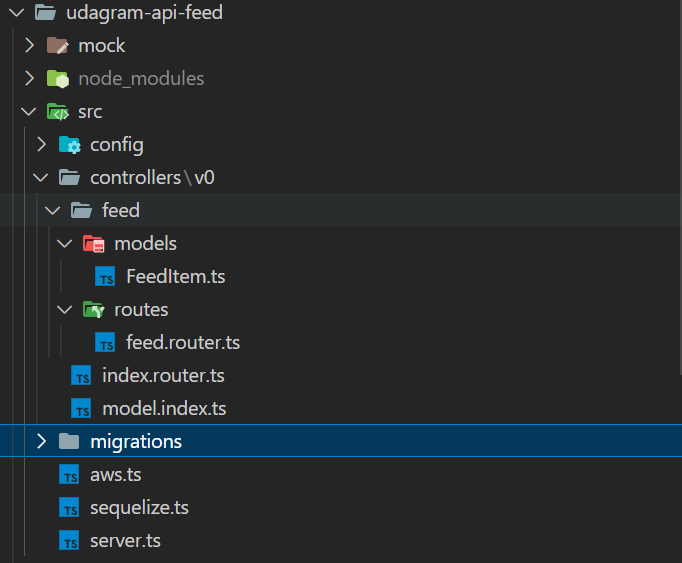 udagram-api-feed
mock
node_modules
src
config
controllers\v0
feed
models
TS FeedItem.ts
routes
TS feed.router.ts
TS index.router.ts
TS model.index.ts
migrations
TS aws.ts
TS sequelize.ts
TS server.ts